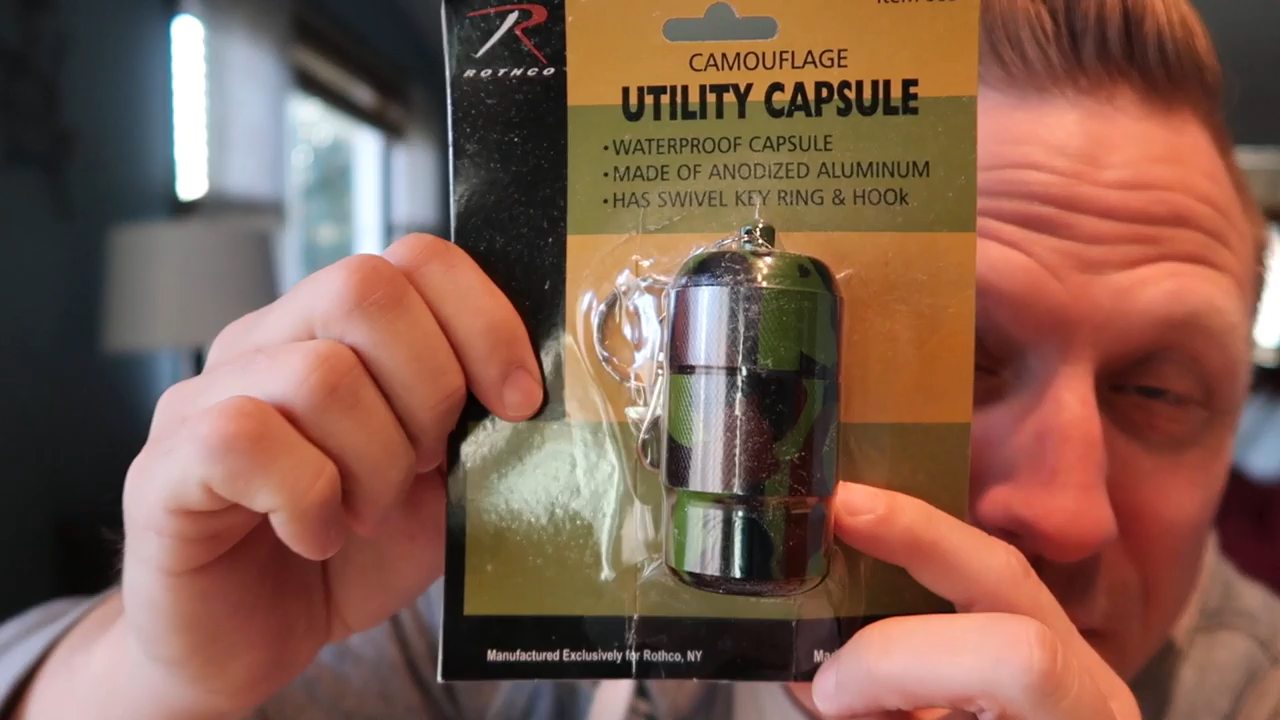 ROTHCO
CAMOUFLAGE
UTILITY CAPSULE
•WATERPROOF CAPSULE
•MADE OF ANODIZED ALUMINUM
•HAS SWIVEL KEY RING & HOOk
Manufactured Exclusively for Rothco, NY